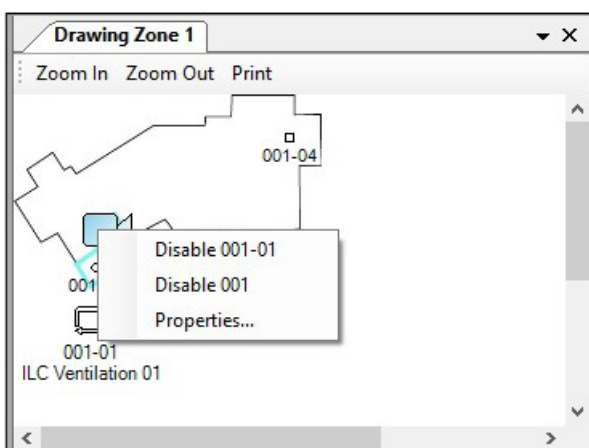 Drawing Zone 1
Zoom In Zoom Out Print
001-04
Disable 001-01
001
Disable 001
Properties...
001-01
ILC Ventilation 01